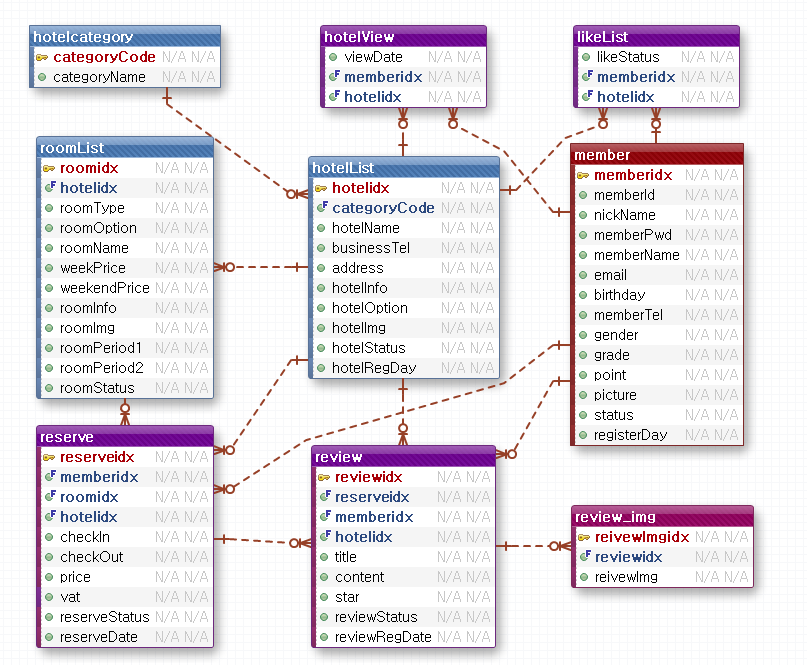 hotelcategory
categoryCode N/A N/A
categoryName N/A N/A
hotelView
viewDate N/A N/A
memberidx N/A N/A
hotelidx N/A N/A
likeList
likeStatus N/A N/A
memberidx N/A N/A
hotelidx N/A N/A
roomList
roomidx N/A N/A
hotelidx N/A N/A
roomType N/A N/A
roomOption N/A N/A
roomName N/A N/A
weekPrice N/A N/A
weekendPrice N/A N/A
roomInfo N/A N/A
roomImg N/A N/A
roomPeriod1 N/A N/A
roomPeriod2 N/A N/A
roomStatus N/A N/A
hotelList
hotelidx N/A N/A
categoryCode N/A N/A
hotelName N/A N/A
businessTel N/A N/A
address N/A N/A
hotelInfo N/A N/A
hotelOption N/A N/A
hotelImg N/A N/A
hotelStatus N/A N/A
hotelRegDay N/A N/A
member
memberidx N/A N/A
memberId N/A N/A
nickName N/A N/A
memberPwd N/A N/A
memberName N/A N/A
email N/A N/A
birthday N/A N/A
memberTel N/A N/A
gender N/A N/A
grade N/A N/A
point N/A N/A
picture N/A N/A
status N/A N/A
registerDay N/A N/A
reserve
reserveidx N/A N/A
memberidx N/A N/A
roomidx N/A N/A
hotelidx N/A N/A
checkIn N/A N/A
checkOut N/A N/A
price N/A N/A
vat N/A N/A
reserveStatus N/A N/A
reserveDate N/A N/A
review
reviewidx N/A N/A
reserveidx N/A N/A
memberidx N/A N/A
hotelidx N/A N/A
title N/A N/A
content N/A N/A
star N/A N/A
reviewStatus N/A N/A
reviewRegDate N/A N/A
review_img
reivewImgidx N/A N/A
reviewidx N/A N/A
reivewImg N/A N/A